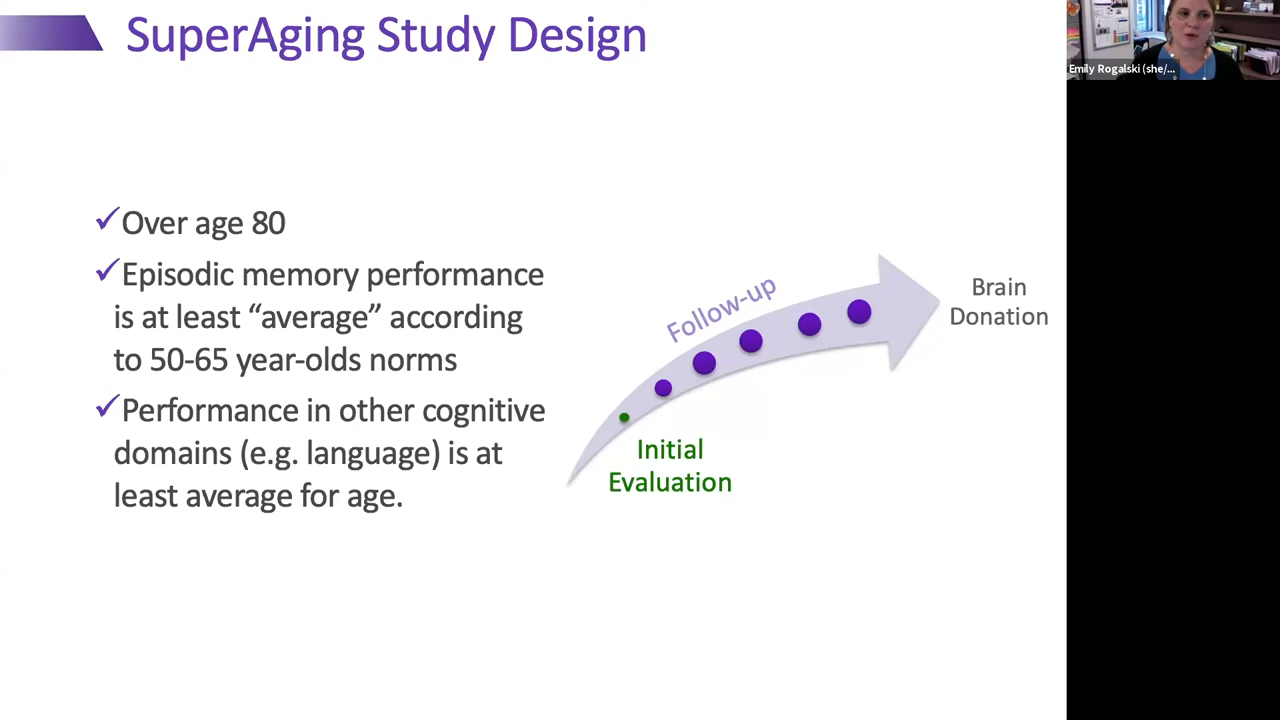 SuperAging Study Design
Emily Rogalski (she/...
Over age 80
Episodic memory performance
is at least “average” according
to 50-65 year-olds norms
Performance in other cognitive
domains (e.g. language) is at
least average for age.
Follow-up
Initial
Evaluation
Brain
Donation